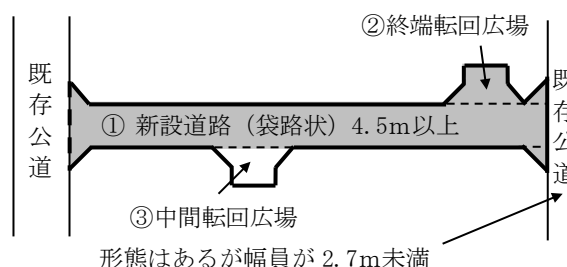 ②終端転回広場
既存公道
① 新設道路（袋路状）4.5m以上
既存公道
③中間転回広場
形態はあるが幅員が 2.7m未満